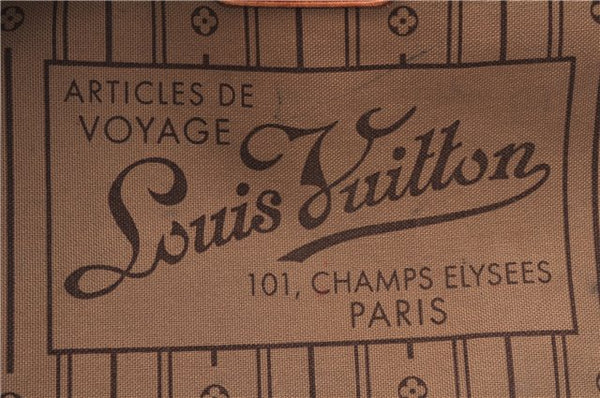 ARTICLES DE
VOYAGE
Louis Vuitton
101, CHAMPS ELYSEES
PARIS